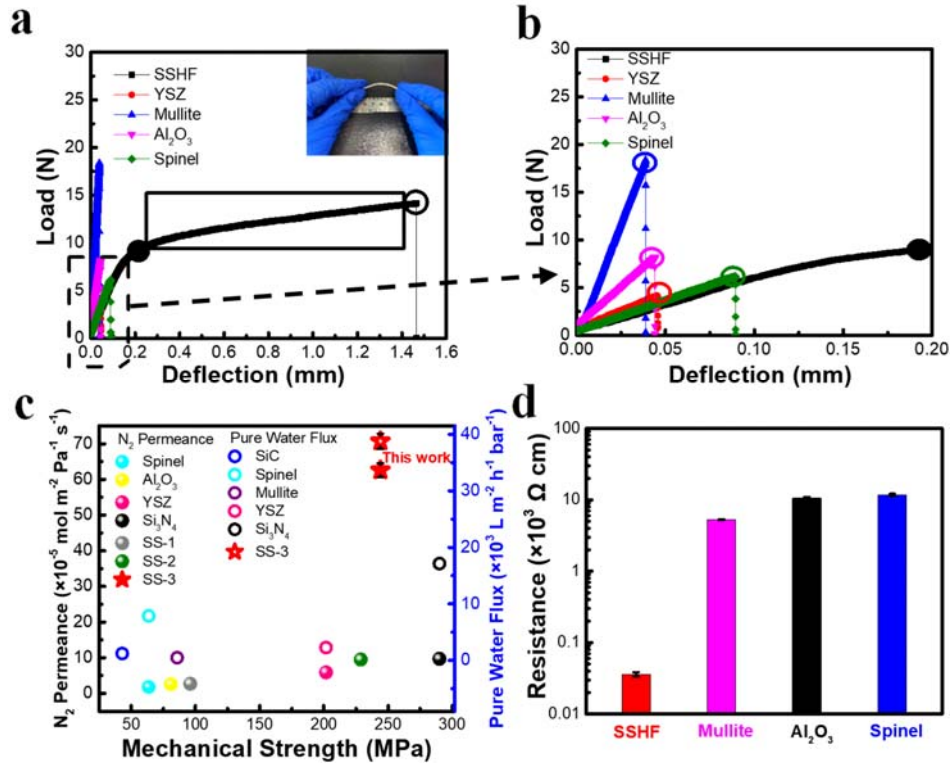 a
30
25
20
15
10
5
0
Load (N)
SSHF
YSZ
Mullite
Al₂O₃
Spinel
0.0 0.2 0.4 0.6 0.8 1.0 1.2 1.4 1.6
Deflection (mm)
b
30
25
20
15
10
5
0
Load (N)
SSHF
YSZ
Mullite
Al₂O₃
Spinel
0.00 0.05 0.10 0.15 0.20
Deflection (mm)
c
N₂ Permeance (×10⁻⁵ mol m⁻² Pa⁻¹ s⁻¹)
70
60
50
40
30
20
10
0
N₂ Permeance
Spinel
Al₂O₃
YSZ
Si₃N₄
SS-1
SS-2
SS-3
Pure Water Flux
SiC
Spinel
Mullite
YSZ
Si₃N₄
SS-3
This work
40
30
20
10
0
Pure Water Flux (×10³ L m⁻² h⁻¹ bar⁻¹)
50 100 150 200 250 300
Mechanical Strength (MPa)
d
Resistance (×10³ Ω cm)
100
10
1
0.1
0.01
SSHF Mullite Al₂O₃ Spinel